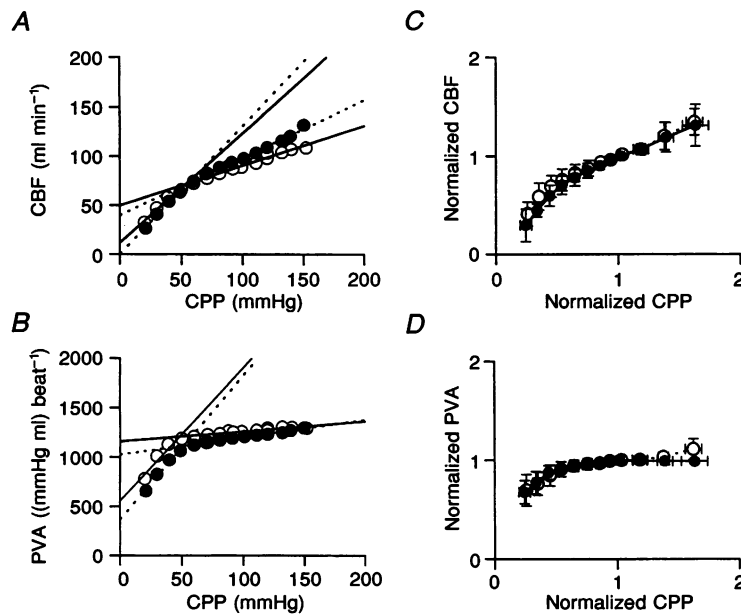 A
CBF (ml min⁻¹)
200
150
100
50
0
0 50 100 150 200
CPP (mmHg)
B
PVA ((mmHg ml) beat⁻¹)
2000
1500
1000
500
0
0 50 100 150 200
CPP (mmHg)
C
Normalized CBF
2
1
0
0 1 2
Normalized CPP
D
Normalized PVA
2
1
0
0 1 2
Normalized CPP